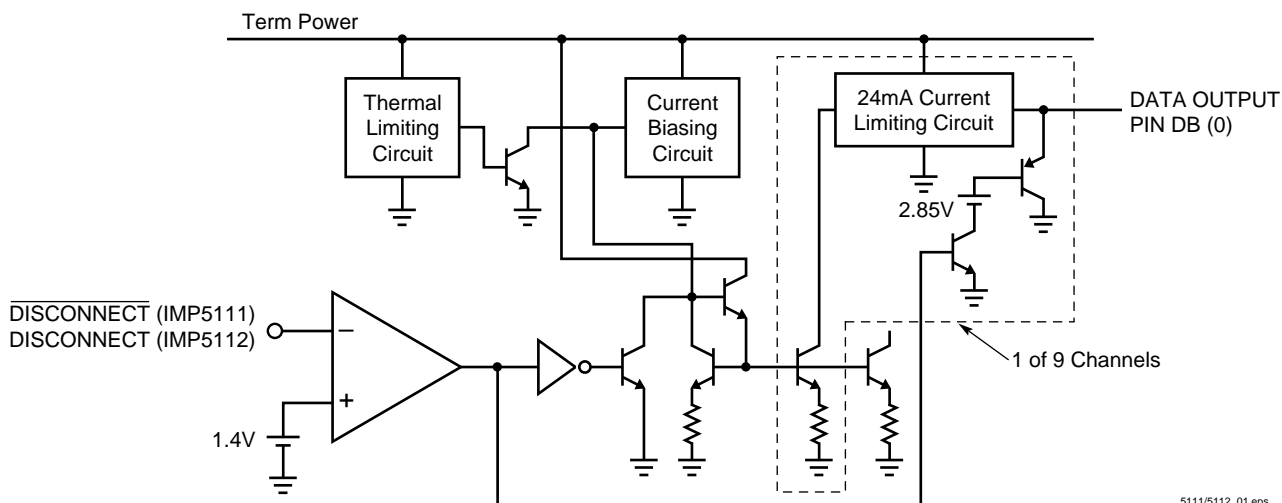 Term Power
Thermal
Limiting
Circuit
Current
Biasing
Circuit
24mA Current
Limiting Circuit
DATA OUTPUT
PIN DB (0)
2.85V
DISCONNECT (IMP5111)
DISCONNECT (IMP5112)
−
+
1.4V
1 of 9 Channels
5111/5112_01.eps